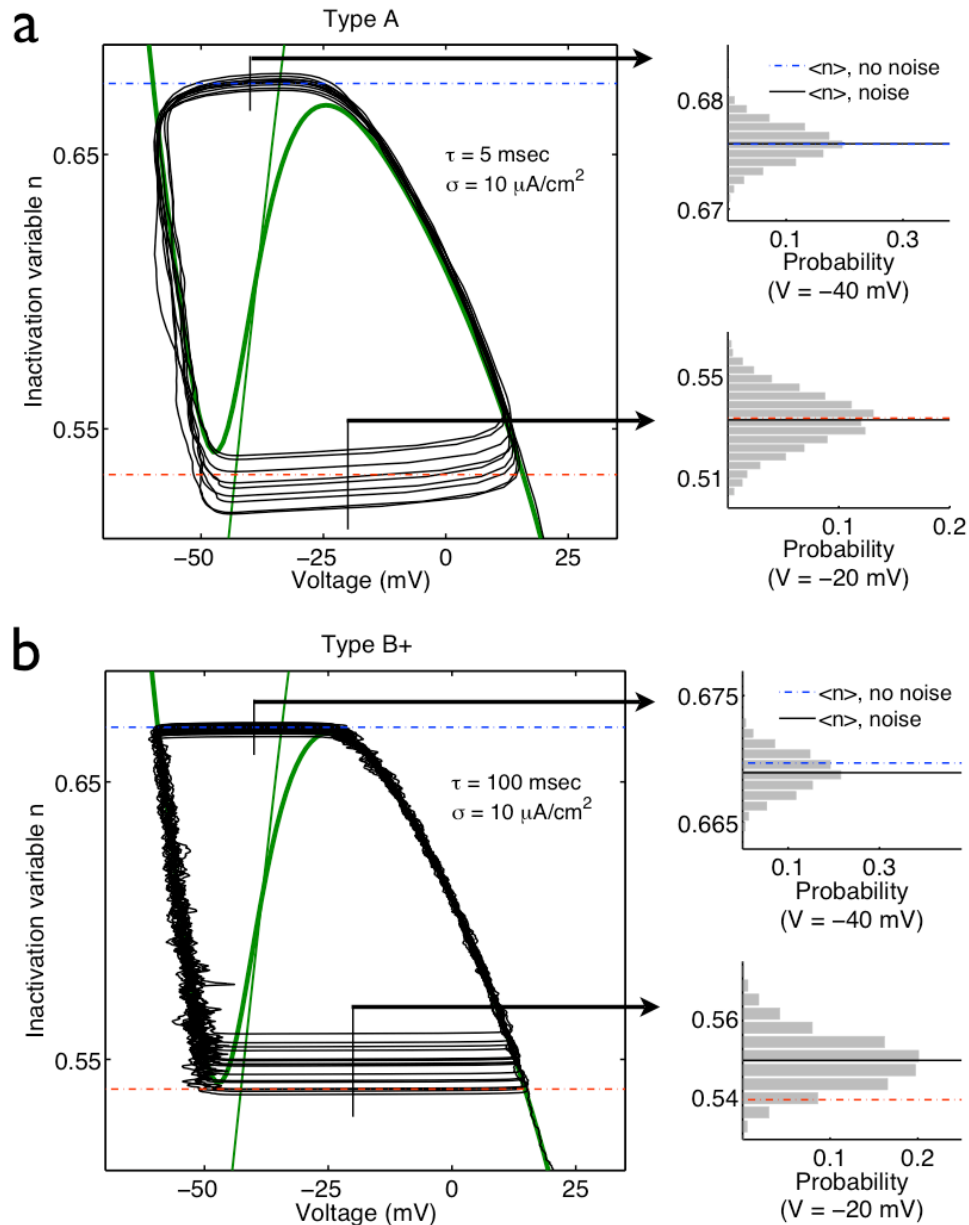 a
Type A
Inactivation variable n
0.65
0.55
τ = 5 msec
σ = 10 μA/cm²
−50
−25
0
25
Voltage (mV)
<n>, no noise
<n>, noise
0.68
0.67
0.1
0.3
Probability
(V = −40 mV)
0.55
0.51
0.1
0.2
Probability
(V = −20 mV)
b
Type B+
Inactivation variable n
0.65
0.55
τ = 100 msec
σ = 10 μA/cm²
−50
−25
0
25
Voltage (mV)
<n>, no noise
<n>, noise
0.675
0.665
0.1
0.3
Probability
(V = −40 mV)
0.56
0.54
0.1
0.2
Probability
(V = −20 mV)